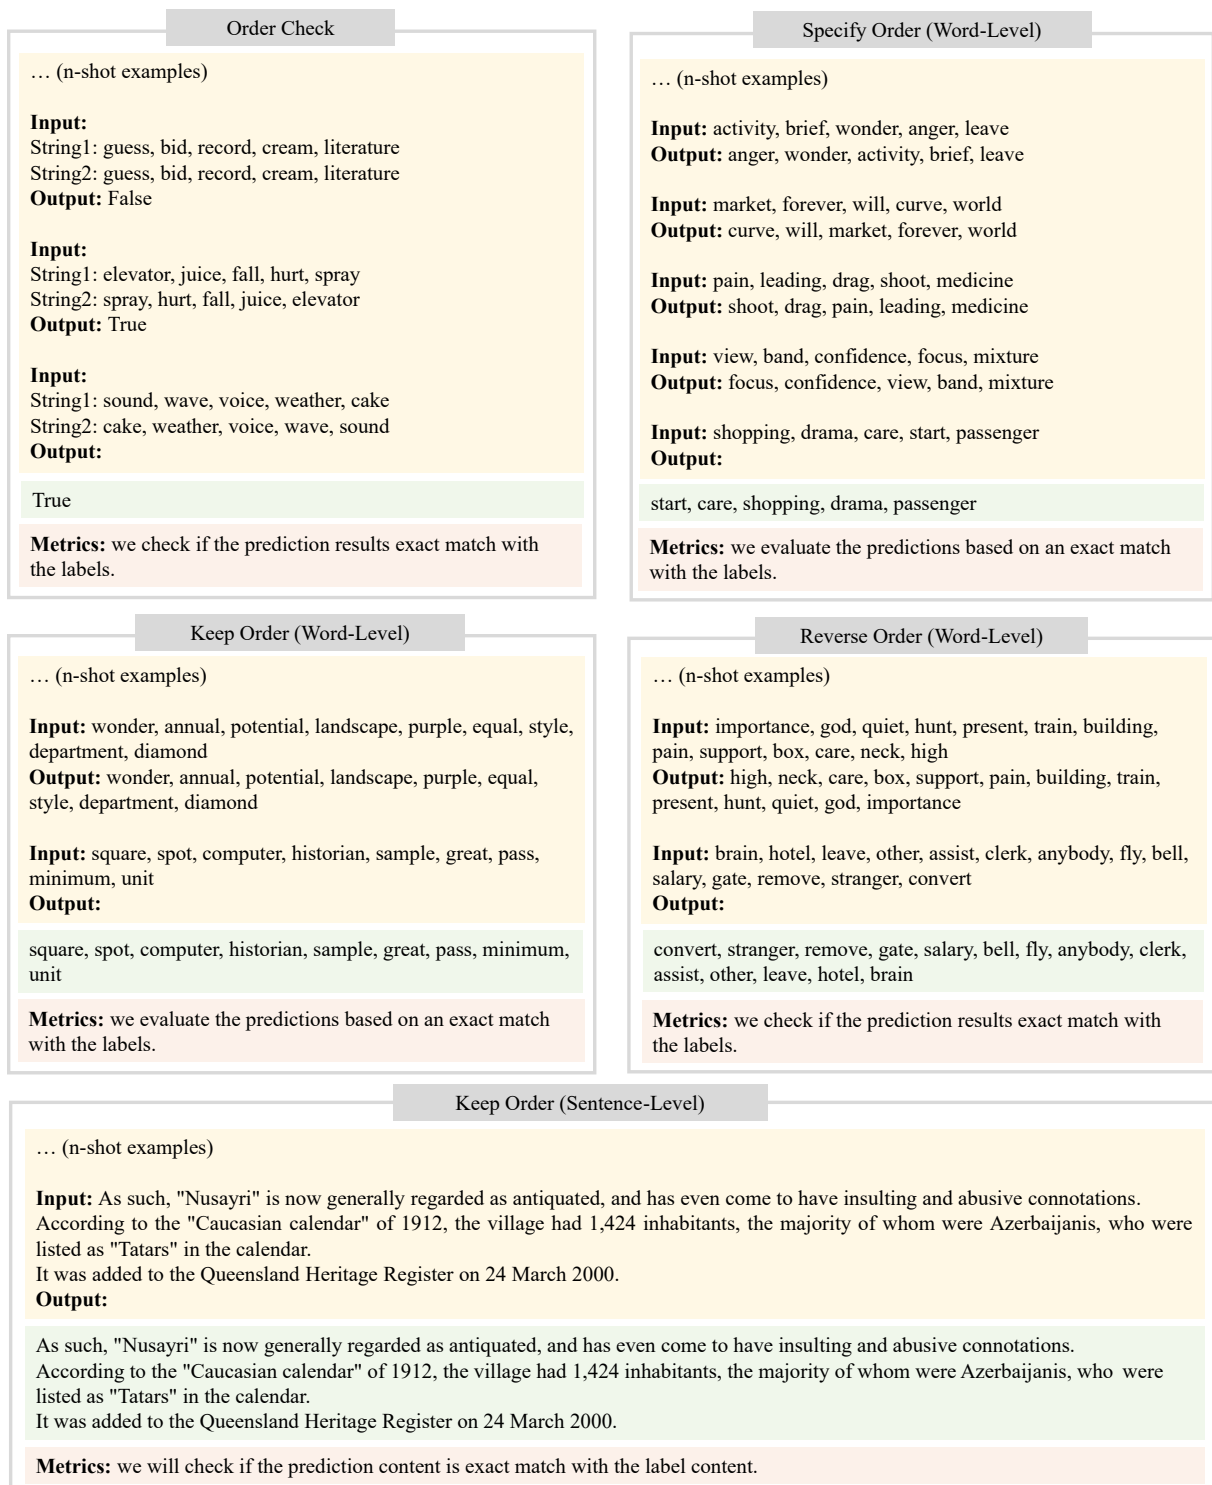 Order Check
… (n-shot examples)
Input:
String1: guess, bid, record, cream, literature
String2: guess, bid, record, cream, literature
Output: False
Input:
String1: elevator, juice, fall, hurt, spray
String2: spray, hurt, fall, juice, elevator
Output: True
Input:
String1: sound, wave, voice, weather, cake
String2: cake, weather, voice, wave, sound
Output:
True
Metrics: we check if the prediction results exact match with
the labels.
Specify Order (Word-Level)
… (n-shot examples)
Input: activity, brief, wonder, anger, leave
Output: anger, wonder, activity, brief, leave
Input: market, forever, will, curve, world
Output: curve, will, market, forever, world
Input: pain, leading, drag, shoot, medicine
Output: shoot, drag, pain, leading, medicine
Input: view, band, confidence, focus, mixture
Output: focus, confidence, view, band, mixture
Input: shopping, drama, care, start, passenger
Output:
start, care, shopping, drama, passenger
Metrics: we evaluate the predictions based on an exact match
with the labels.
Keep Order (Word-Level)
… (n-shot examples)
Input: wonder, annual, potential, landscape, purple, equal, style,
department, diamond
Output: wonder, annual, potential, landscape, purple, equal,
style, department, diamond
Input: square, spot, computer, historian, sample, great, pass,
minimum, unit
Output:
square, spot, computer, historian, sample, great, pass, minimum,
unit
Metrics: we evaluate the predictions based on an exact match
with the labels.
Reverse Order (Word-Level)
… (n-shot examples)
Input: importance, god, quiet, hunt, present, train, building,
pain, support, box, care, neck, high
Output: high, neck, care, box, support, pain, building, train,
present, hunt, quiet, god, importance
Input: brain, hotel, leave, other, assist, clerk, anybody, fly, bell,
salary, gate, remove, stranger, convert
Output:
convert, stranger, remove, gate, salary, bell, fly, anybody, clerk,
assist, other, leave, hotel, brain
Metrics: we check if the prediction results exact match with
the labels.
Keep Order (Sentence-Level)
… (n-shot examples)
Input: As such, "Nusayri" is now generally regarded as antiquated, and has even come to have insulting and abusive connotations.
According to the "Caucasian calendar" of 1912, the village had 1,424 inhabitants, the majority of whom were Azerbaijanis, who were
listed as "Tatars" in the calendar.
It was added to the Queensland Heritage Register on 24 March 2000.
Output:
As such, "Nusayri" is now generally regarded as antiquated, and has even come to have insulting and abusive connotations.
According to the "Caucasian calendar" of 1912, the village had 1,424 inhabitants, the majority of whom were Azerbaijanis, who were
listed as "Tatars" in the calendar.
It was added to the Queensland Heritage Register on 24 March 2000.
Metrics: we will check if the prediction content is exact match with the label content.